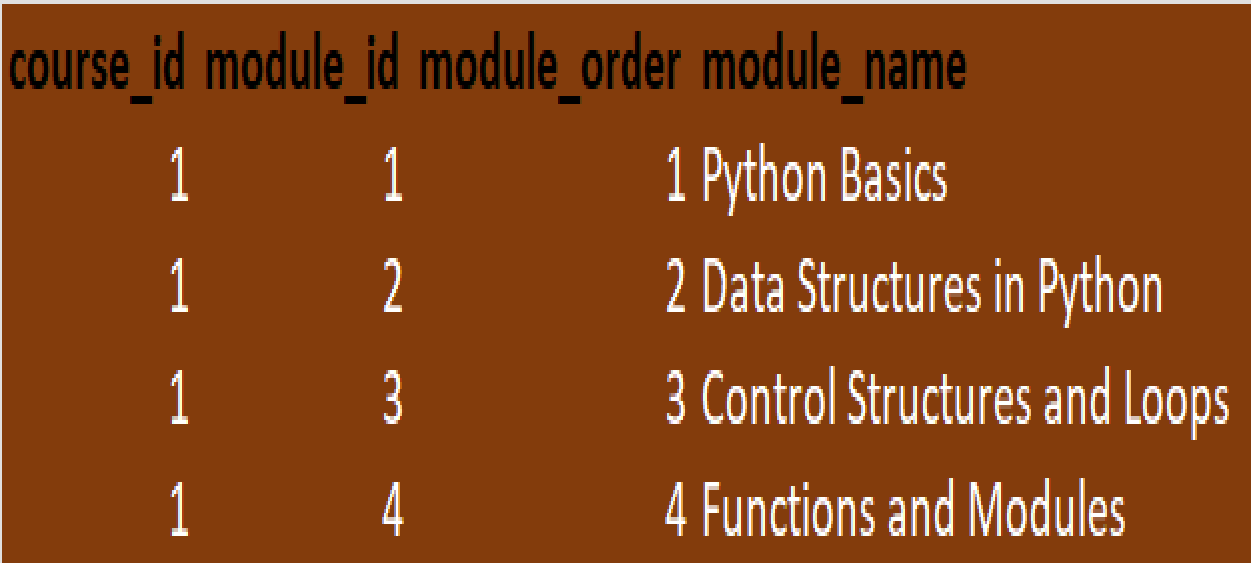 course_id module_id module_order module_name
1 1 1 Python Basics
1 2 2 Data Structures in Python
1 3 3 Control Structures and Loops
1 4 4 Functions and Modules